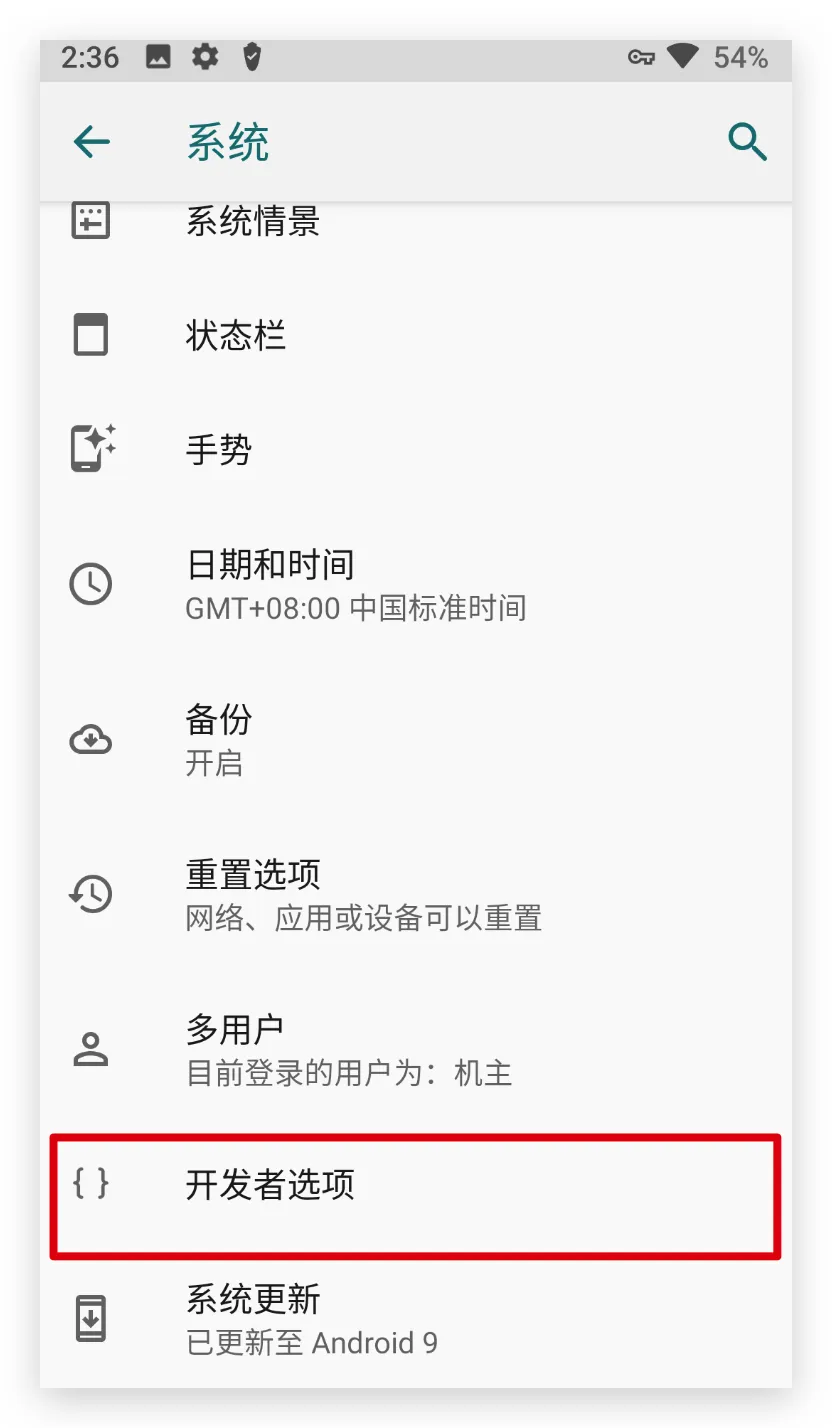 2:36 54%
系统
系统情景
状态栏
手势
日期和时间
GMT+08:00 中国标准时间
备份
开启
重置选项
网络、应用或设备可以重置
多用户
目前登录的用户为：机主
{ } 开发者选项
系统更新
已更新至 Android 9